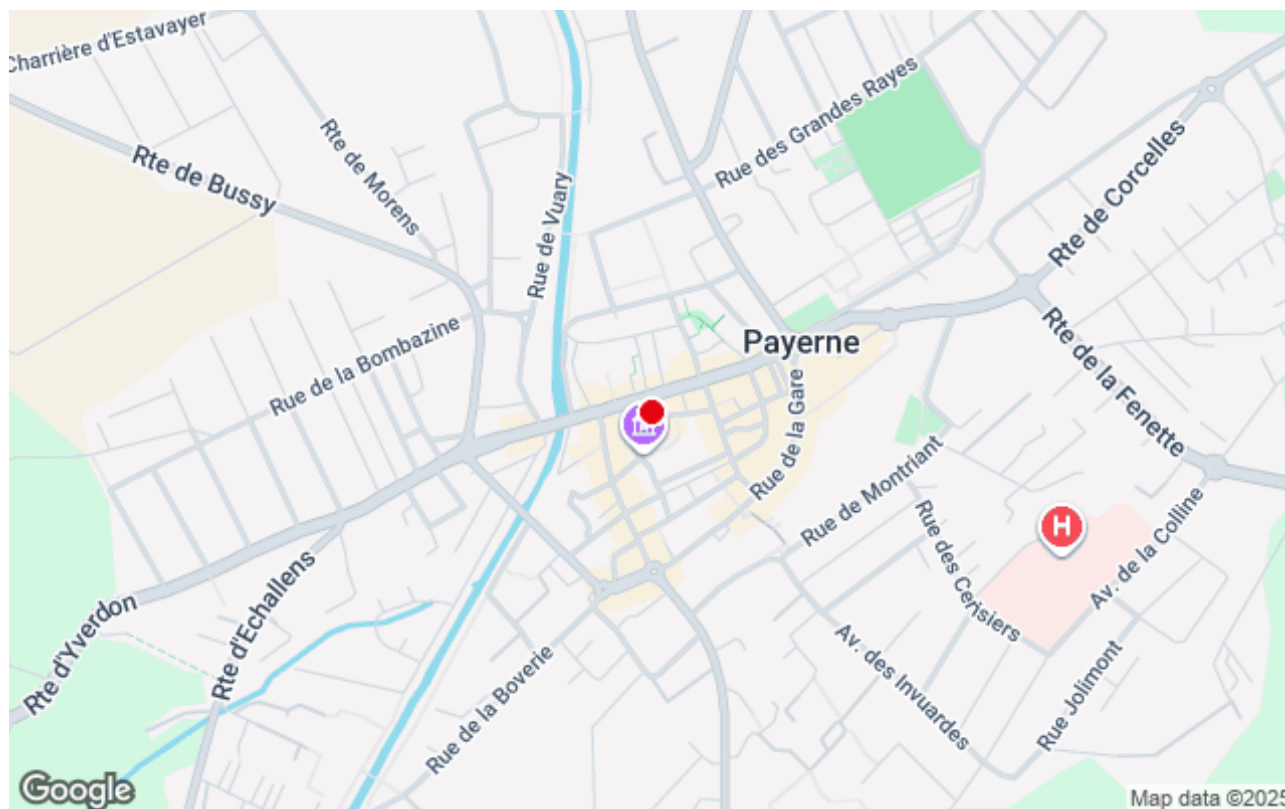 Charrière d'Estavayer
Rte de Bussy
Rte de Morens
Rue de Vuary
Rue des Grandes Rayes
Rte de Corcelles
Rue de la Bombazine
Payerne
Rte de la Fenette
Rue de la Gare
Rue de Montriant
H
Rue des Cerisiers
Av. de la Colline
Rte d'Yverdon
Rte d'Echallens
Rue de la Boverie
Av. des Invuardes
Rue Jolimont
Google
Map data ©2025